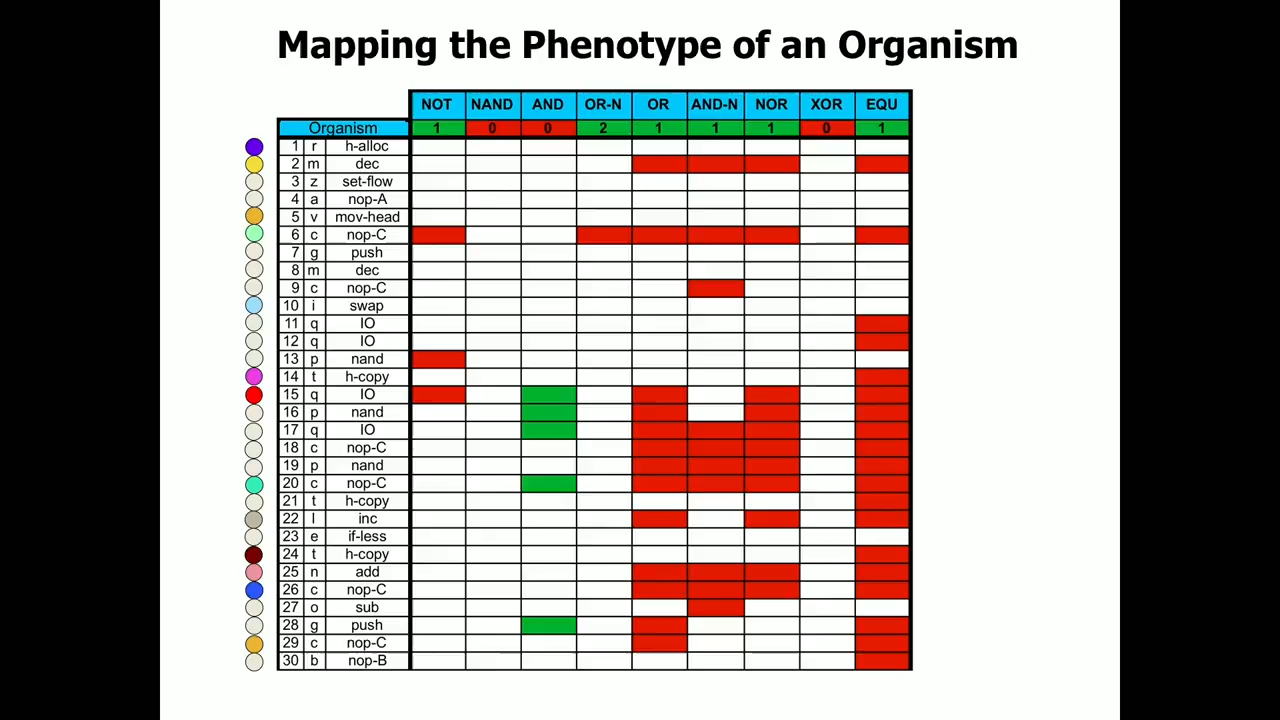 Mapping the Phenotype of an Organism
NOT NAND AND OR-N OR AND-N NOR XOR EQU
Organism 1 0 0 2 1 1 1 0 1
1 r h-alloc
2 m dec
3 z set-flow
4 a nop-A
5 v mov-head
6 c nop-C
7 g push
8 m dec
9 c nop-C
10 i swap
11 q IO
12 q IO
13 p nand
14 t h-copy
15 q IO
16 p nand
17 q IO
18 c nop-C
19 p nand
20 c nop-C
21 t h-copy
22 l inc
23 e if-less
24 t h-copy
25 n add
26 c nop-C
27 o sub
28 g push
29 c nop-C
30 b nop-B